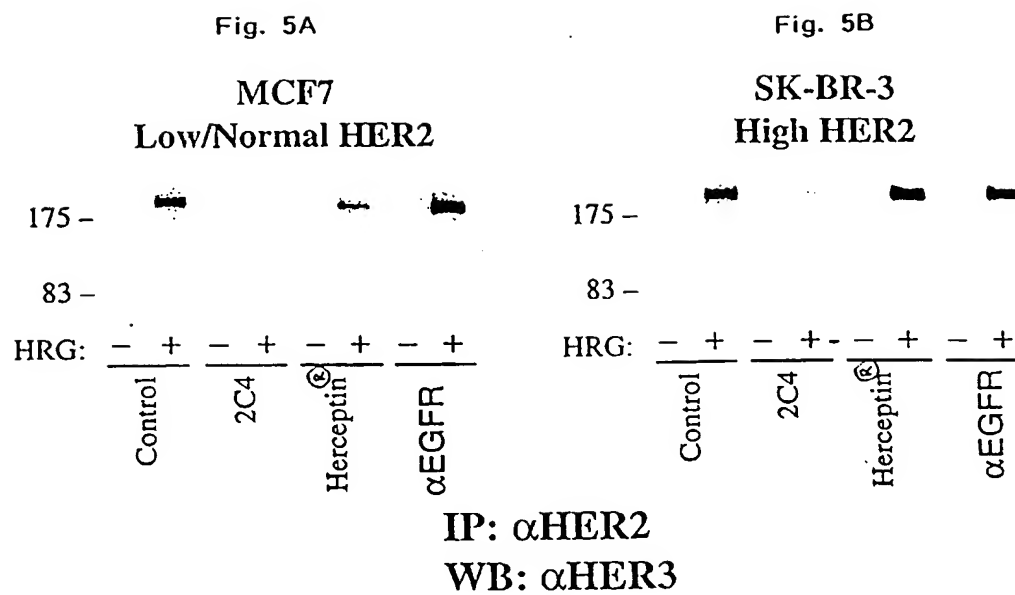 Fig. 5A
MCF7
Low/Normal HER2
175 –
83 –
HRG: – + – + – + – +
Control
2C4
Herceptin®
αEGFR
Fig. 5B
SK-BR-3
High HER2
175 –
83 –
HRG: – + – + – + – +
Control
2C4
Herceptin®
αEGFR
IP: αHER2
WB: αHER3